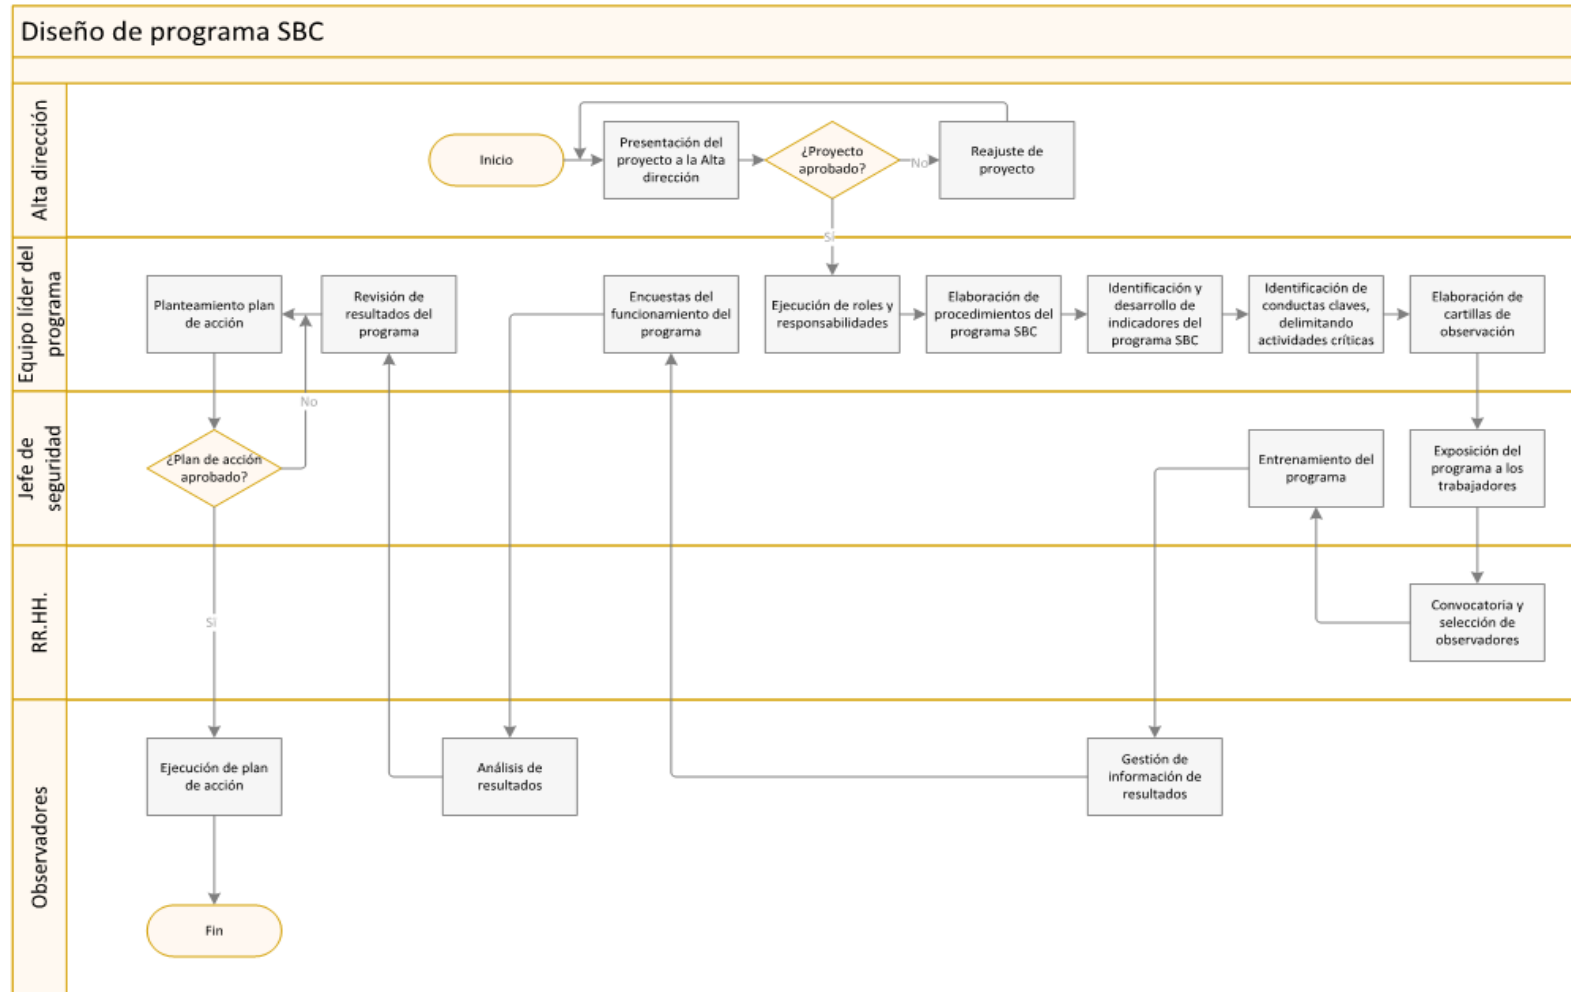 Diseño de programa SBC
Alta dirección
Inicio
Presentación del
proyecto a la Alta
dirección
¿Proyecto
aprobado?
No
Reajuste de
proyecto
Sí
Equipo líder del
programa
Planteamiento plan
de acción
Revisión de
resultados del
programa
Encuestas del
funcionamiento del
programa
Ejecución de roles y
responsabilidades
Elaboración de
procedimientos del
programa SBC
Identificación y
desarrollo de
indicadores del
programa SBC
Identificación de
conductas claves,
delimitando
actividades críticas
Elaboración de
cartillas de
observación
No
Jefe de
seguridad
¿Plan de acción
aprobado?
Entrenamiento del
programa
Exposición del
programa a los
trabajadores
RR.HH.
Sí
Convocatoria y
selección de
observadores
Observadores
Ejecución de plan
de acción
Análisis de
resultados
Gestión de
información de
resultados
Fin